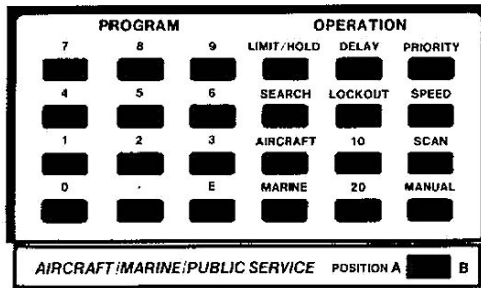 PROGRAM OPERATION
7 8 9 LIMIT/HOLD DELAY PRIORITY
4 5 6 SEARCH LOCKOUT SPEED
1 2 3 AIRCRAFT 10 SCAN
0 . E MARINE 20 MANUAL
AIRCRAFT/MARINE/PUBLIC SERVICE POSITION A B